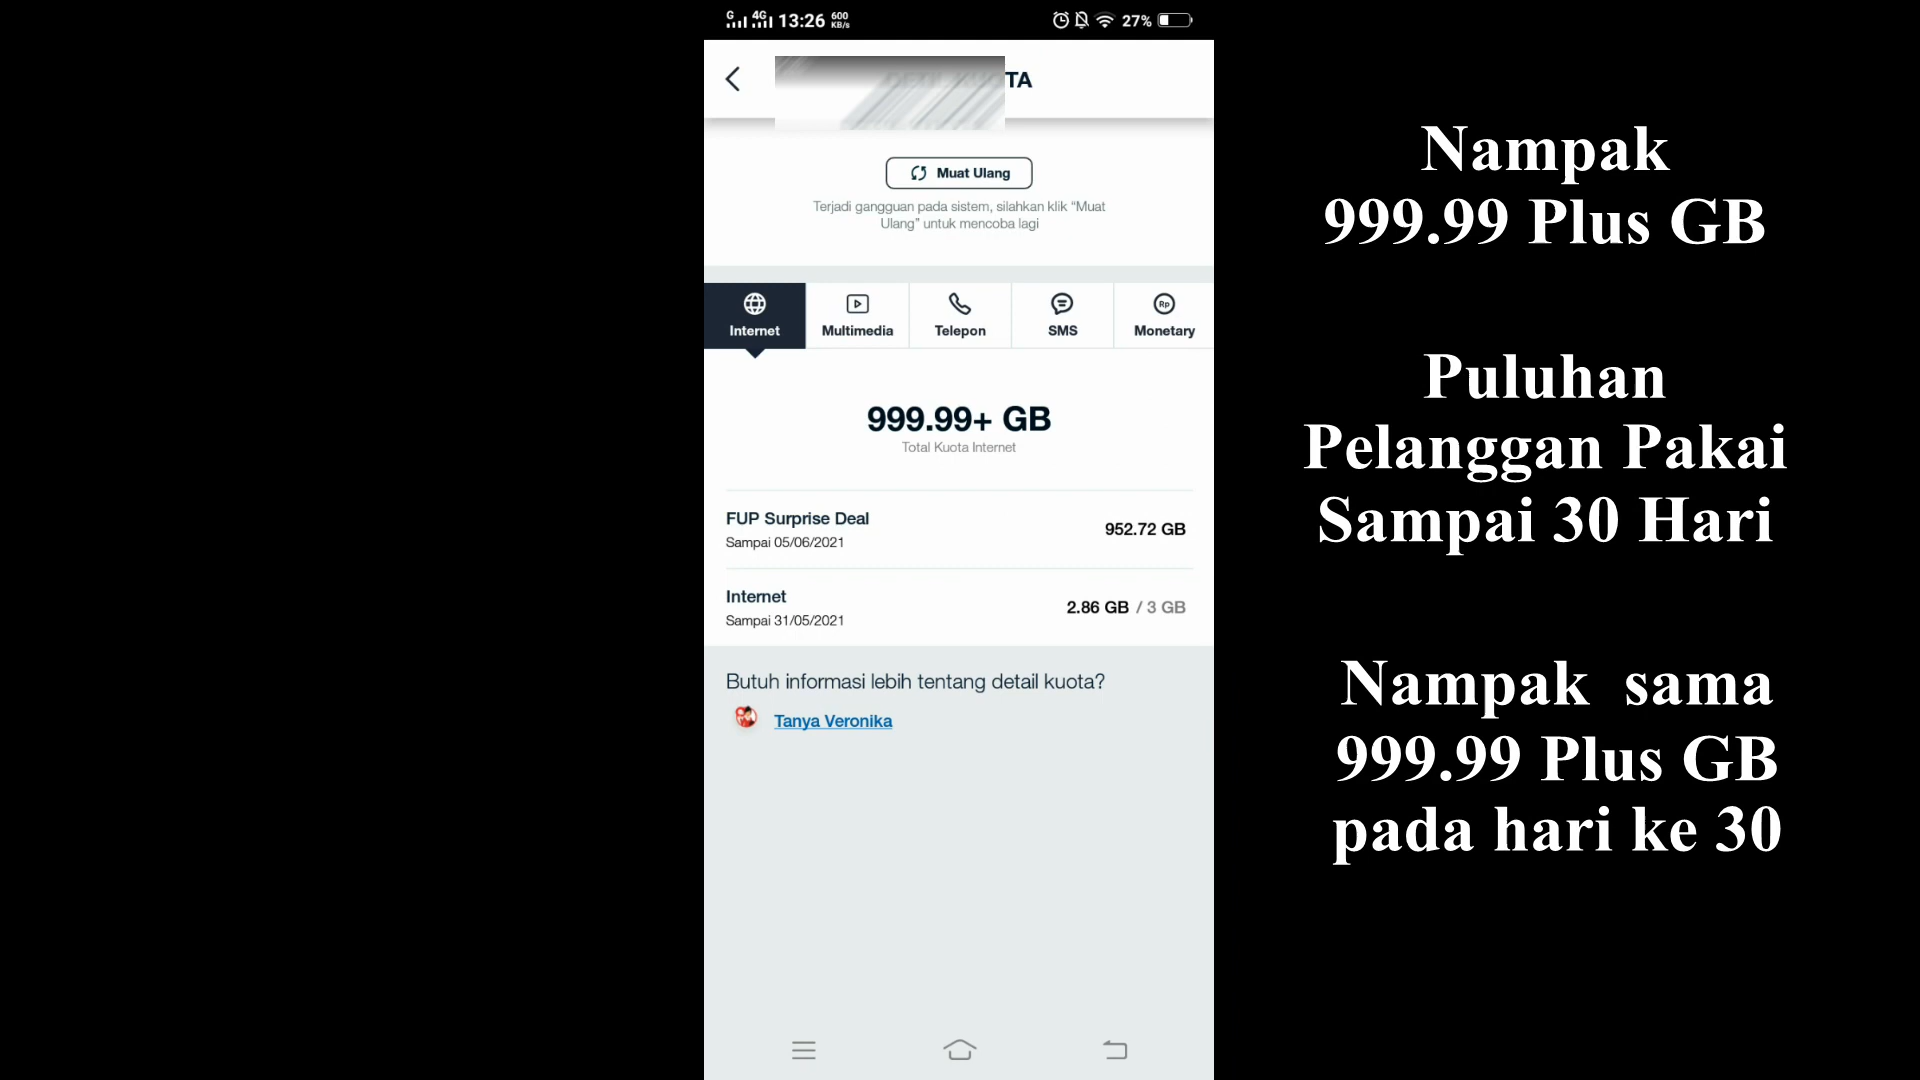 G 4G 13:26 600 KB/s 27%
TA
Muat Ulang
Terjadi gangguan pada sistem, silahkan klik “Muat
Ulang” untuk mencoba lagi
Internet Multimedia Telepon SMS Monetary
999.99+ GB
Total Kuota Internet
FUP Surprise Deal
952.72 GB
Sampai 05/06/2021
Internet
2.86 GB / 3 GB
Sampai 31/05/2021
Butuh informasi lebih tentang detail kuota?
Tanya Veronika
Nampak
999.99 Plus GB
Puluhan
Pelanggan Pakai
Sampai 30 Hari
Nampak sama
999.99 Plus GB
pada hari ke 30